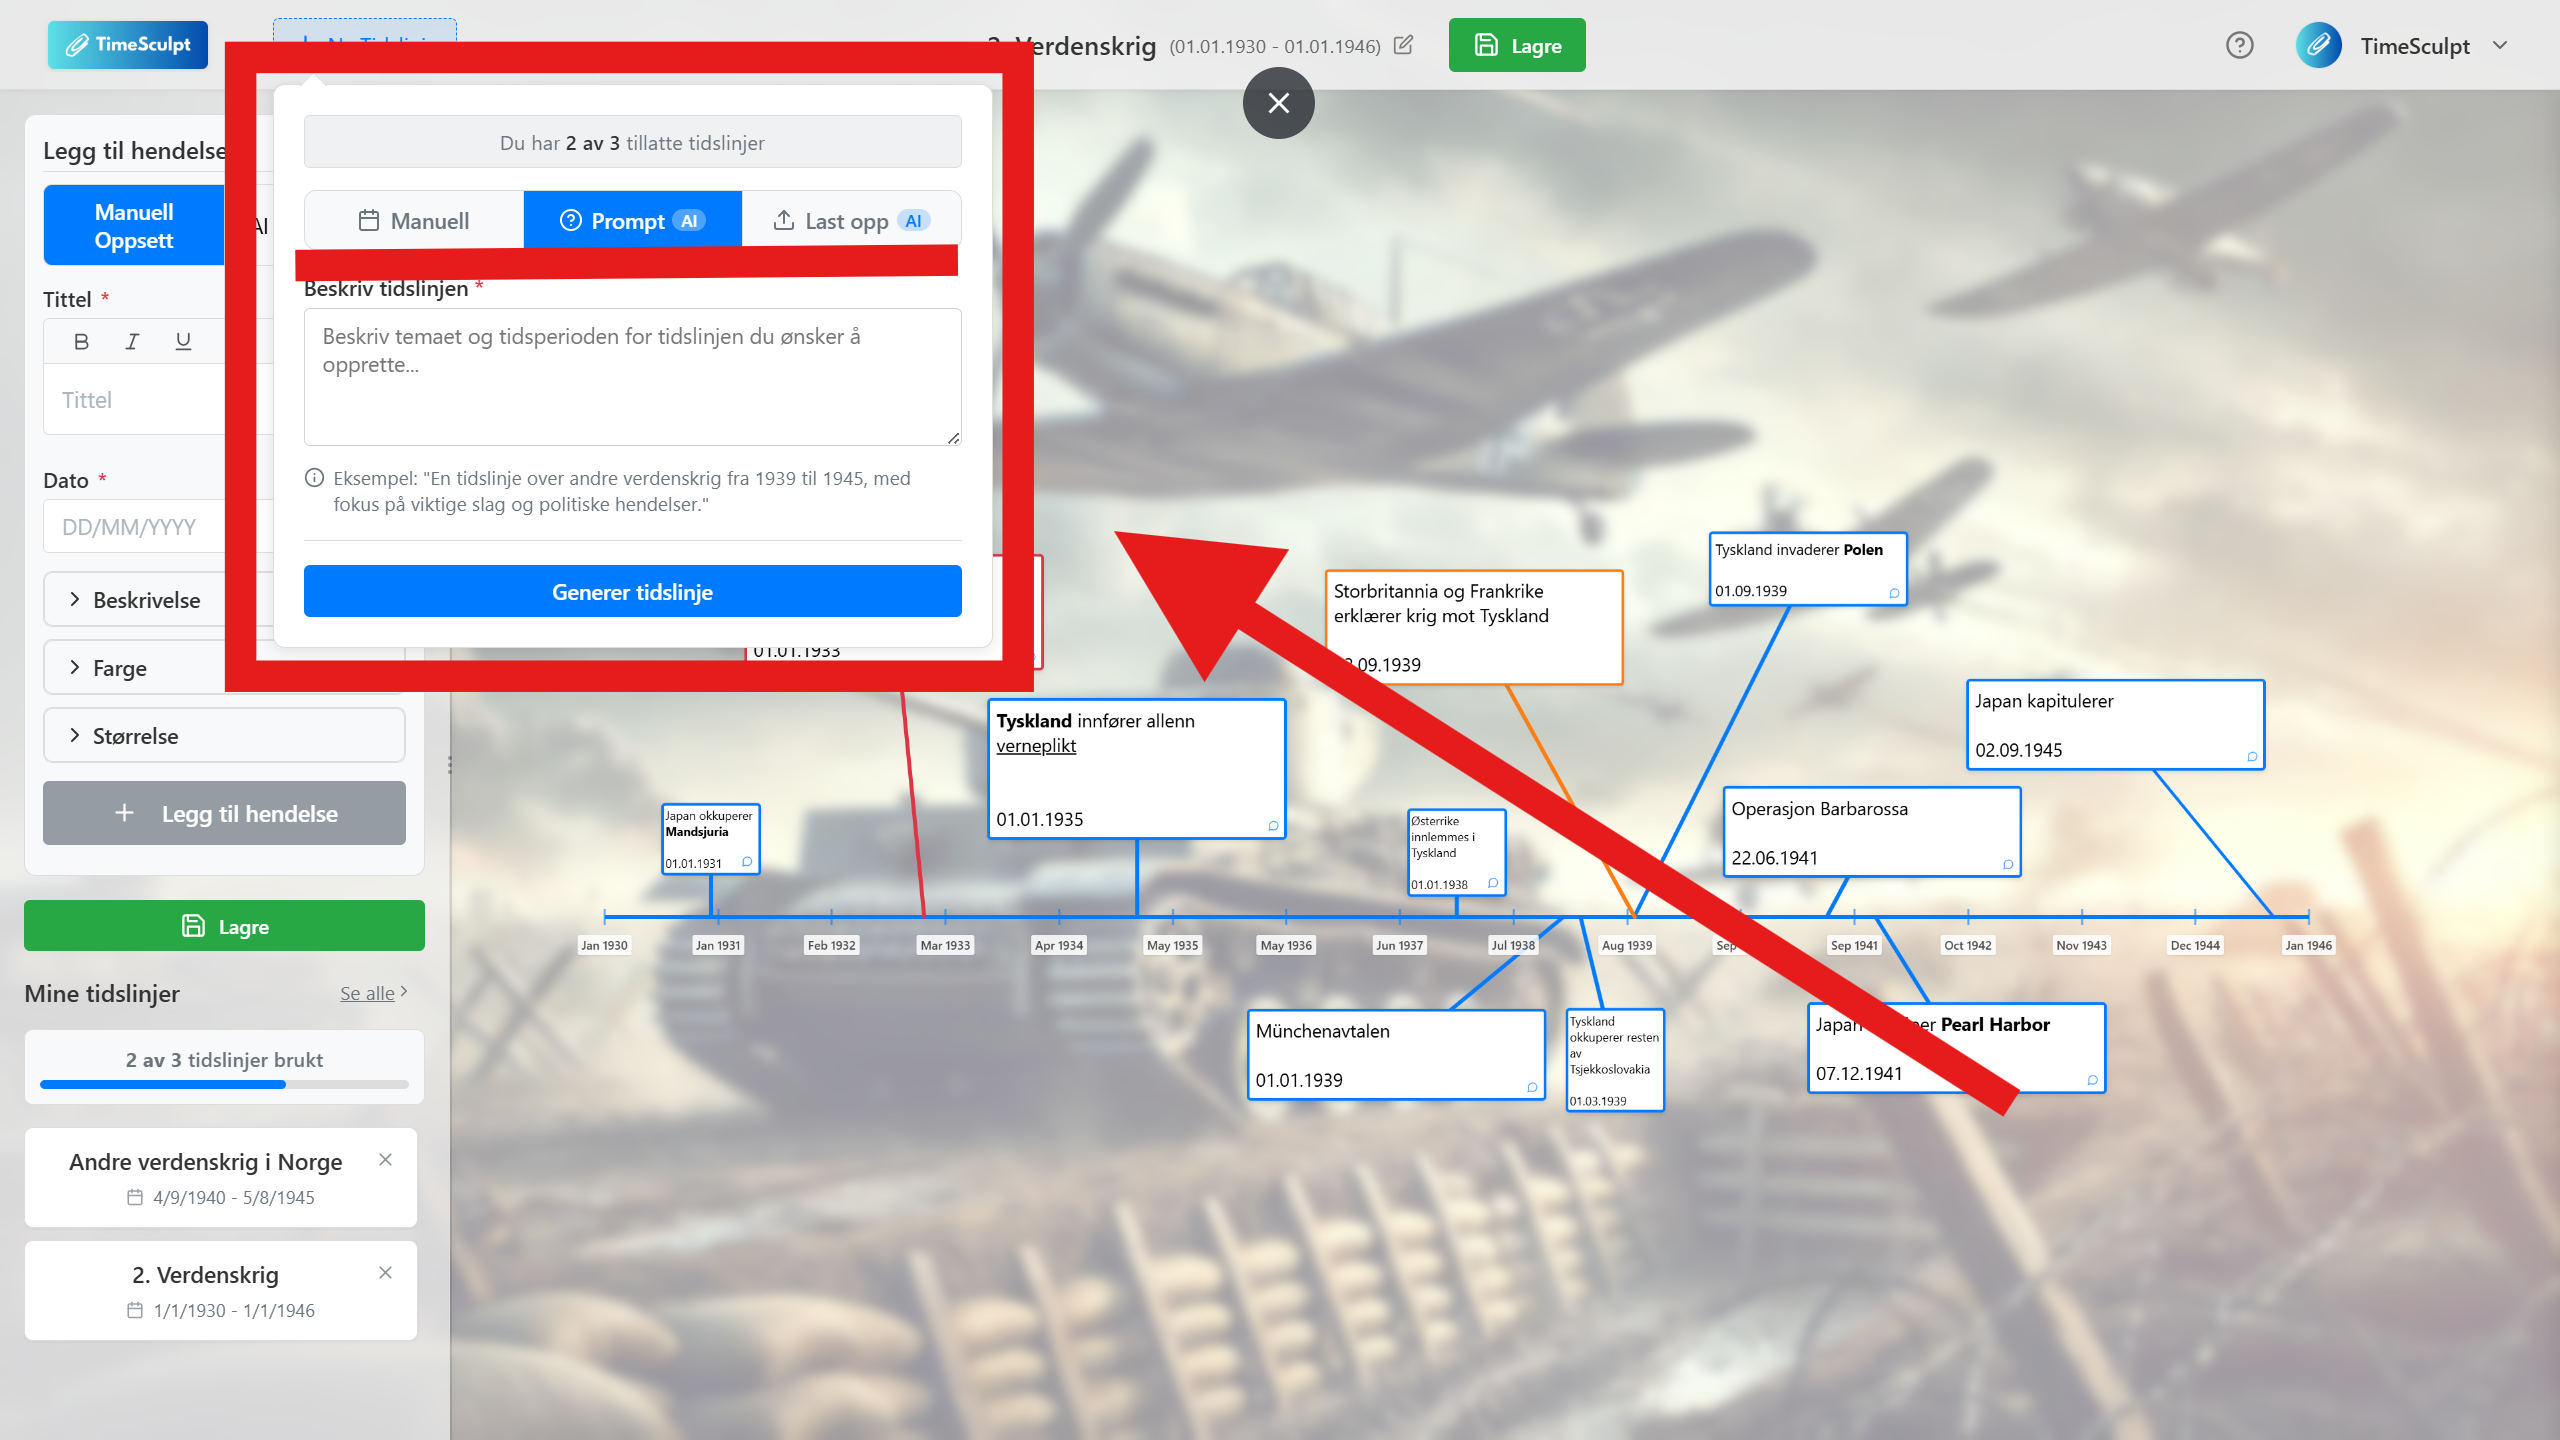 TimeSculpt
Verdenskrig (01.01.1930 - 01.01.1946)
Lagre
TimeSculpt
Du har 2 av 3 tillatte tidslinjer
Manuell
Prompt AI
Last opp AI
Beskriv tidslinjen *
Beskriv temaet og tidsperioden for tidslinjen du ønsker å
opprette...
Eksempel: "En tidslinje over andre verdenskrig fra 1939 til 1945, med
fokus på viktige slag og politiske hendelser."
Generer tidslinje
Legg til hendelse
Manuell
Oppsett
AI
Tittel *
B I U
Tittel
Dato *
DD/MM/YYYY
Beskrivelse
Farge
Størrelse
Legg til hendelse
Lagre
Mine tidslinjer
Se alle
2 av 3 tidslinjer brukt
Andre verdenskrig i Norge
4/9/1940 - 5/8/1945
2. Verdenskrig
1/1/1930 - 1/1/1946
01.01.1933
Tyskland innfører allenn
verneplikt
01.01.1935
Japan okkuperer
Mandsjuria
01.01.1931
Storbritannia og Frankrike
erklærer krig mot Tyskland
.09.1939
Tyskland invaderer Polen
01.09.1939
Japan kapitulerer
02.09.1945
Operasjon Barbarossa
22.06.1941
Østerrike
innlemmes i
Tyskland
01.01.1938
Jan 1930
Jan 1931
Feb 1932
Mar 1933
Apr 1934
May 1935
May 1936
Jun 1937
Jul 1938
Aug 1939
Sep
Sep 1941
Oct 1942
Nov 1943
Dec 1944
Jan 1946
Münchenavtalen
01.01.1939
Tyskland
okkuperer resten
av
Tsjekkoslovakia
01.03.1939
Japan Pearl Harbor
07.12.1941